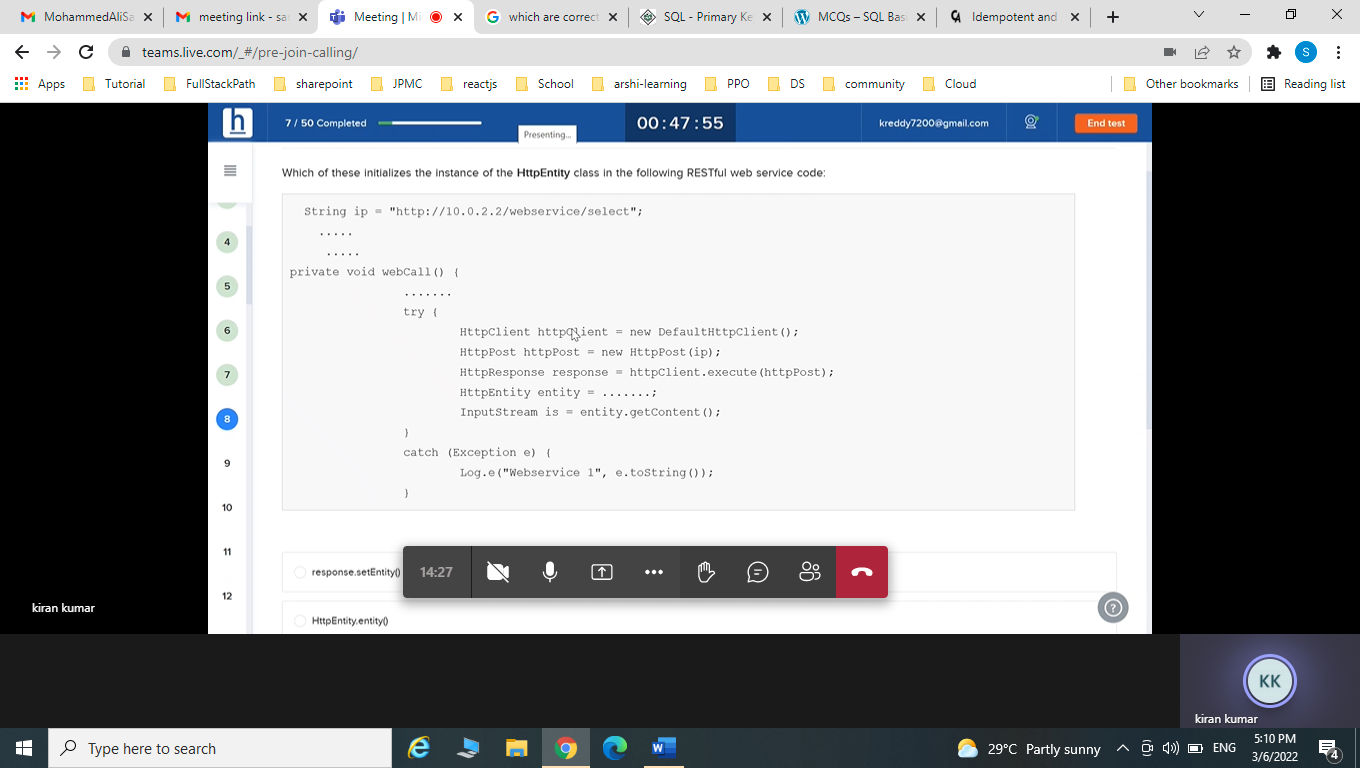 MohammedAliSa
meeting link - sa
Meeting | Mi
which are correct
SQL - Primary Ke
MCQs – SQL Bas
Idempotent and
teams.live.com/_#/pre-join-calling/
S
Apps
Tutorial
FullStackPath
sharepoint
JPMC
reactjs
School
arshi-learning
PPO
DS
community
Cloud
Other bookmarks
Reading list
h
7 / 50 Completed
Presenting...
00:47:55
kreddy7200@gmail.com
End test
Which of these initializes the instance of the HttpEntity class in the following RESTful web service code:
String ip = "http://10.0.2.2/webservice/select";
.....
.....
private void webCall() {
.......
try {
HttpClient httpClient = new DefaultHttpClient();
HttpPost httpPost = new HttpPost(ip);
HttpResponse response = httpClient.execute(httpPost);
HttpEntity entity = .......;
InputStream is = entity.getContent();
}
catch (Exception e) {
Log.e("Webservice 1", e.toString());
}
4
5
6
7
8
9
10
11
12
response.setEntity()
HttpEntity.entity()
14:27
?
kiran kumar
KK
kiran kumar
Type here to search
29°C Partly sunny
ENG
5:10 PM
3/6/2022
4